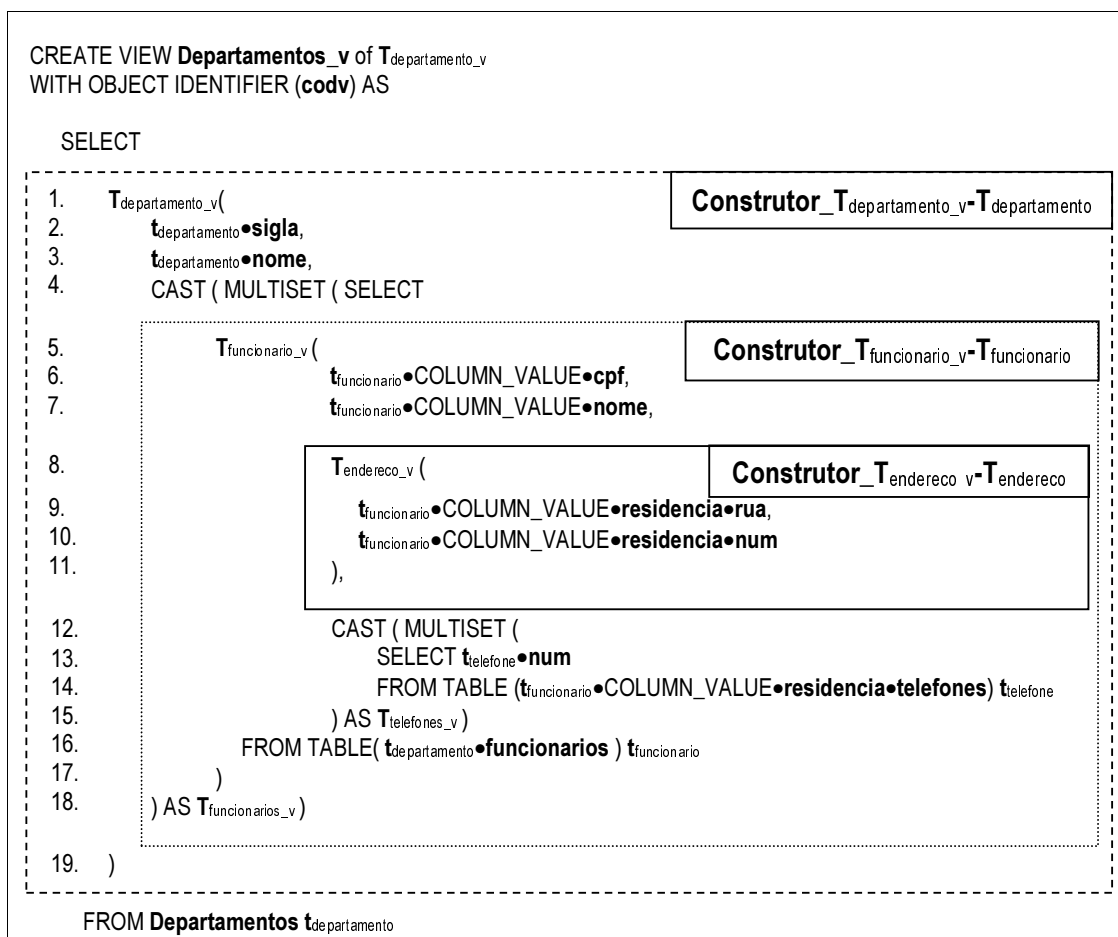 CREATE VIEW Departamentos_v of Tdepartamento_v
WITH OBJECT IDENTIFIER (codv) AS
SELECT
1. Tdepartamento_v( Construtor_Tdepartamento_v-Tdepartamento
2. tdepartamento●sigla,
3. tdepartamento●nome,
4. CAST ( MULTISET ( SELECT
5. Tfuncionario_v ( Construtor_Tfuncionario_v-Tfuncionario
6. tfuncionario●COLUMN_VALUE●cpf,
7. tfuncionario●COLUMN_VALUE●nome,
8. Tendereco_v ( Construtor_Tendereco v-Tendereco
9. tfuncionario●COLUMN_VALUE●residencia●rua,
10. tfuncionario●COLUMN_VALUE●residencia●num
11. ),
12. CAST ( MULTISET (
13. SELECT ttelefone●num
14. FROM TABLE (tfuncionario●COLUMN_VALUE●residencia●telefones) ttelefone
15. ) AS Ttelefones_v )
16. FROM TABLE( tdepartamento●funcionarios ) tfuncionario
17. )
18. ) AS Tfuncionarios_v )
19. )
FROM Departamentos tdepartamento